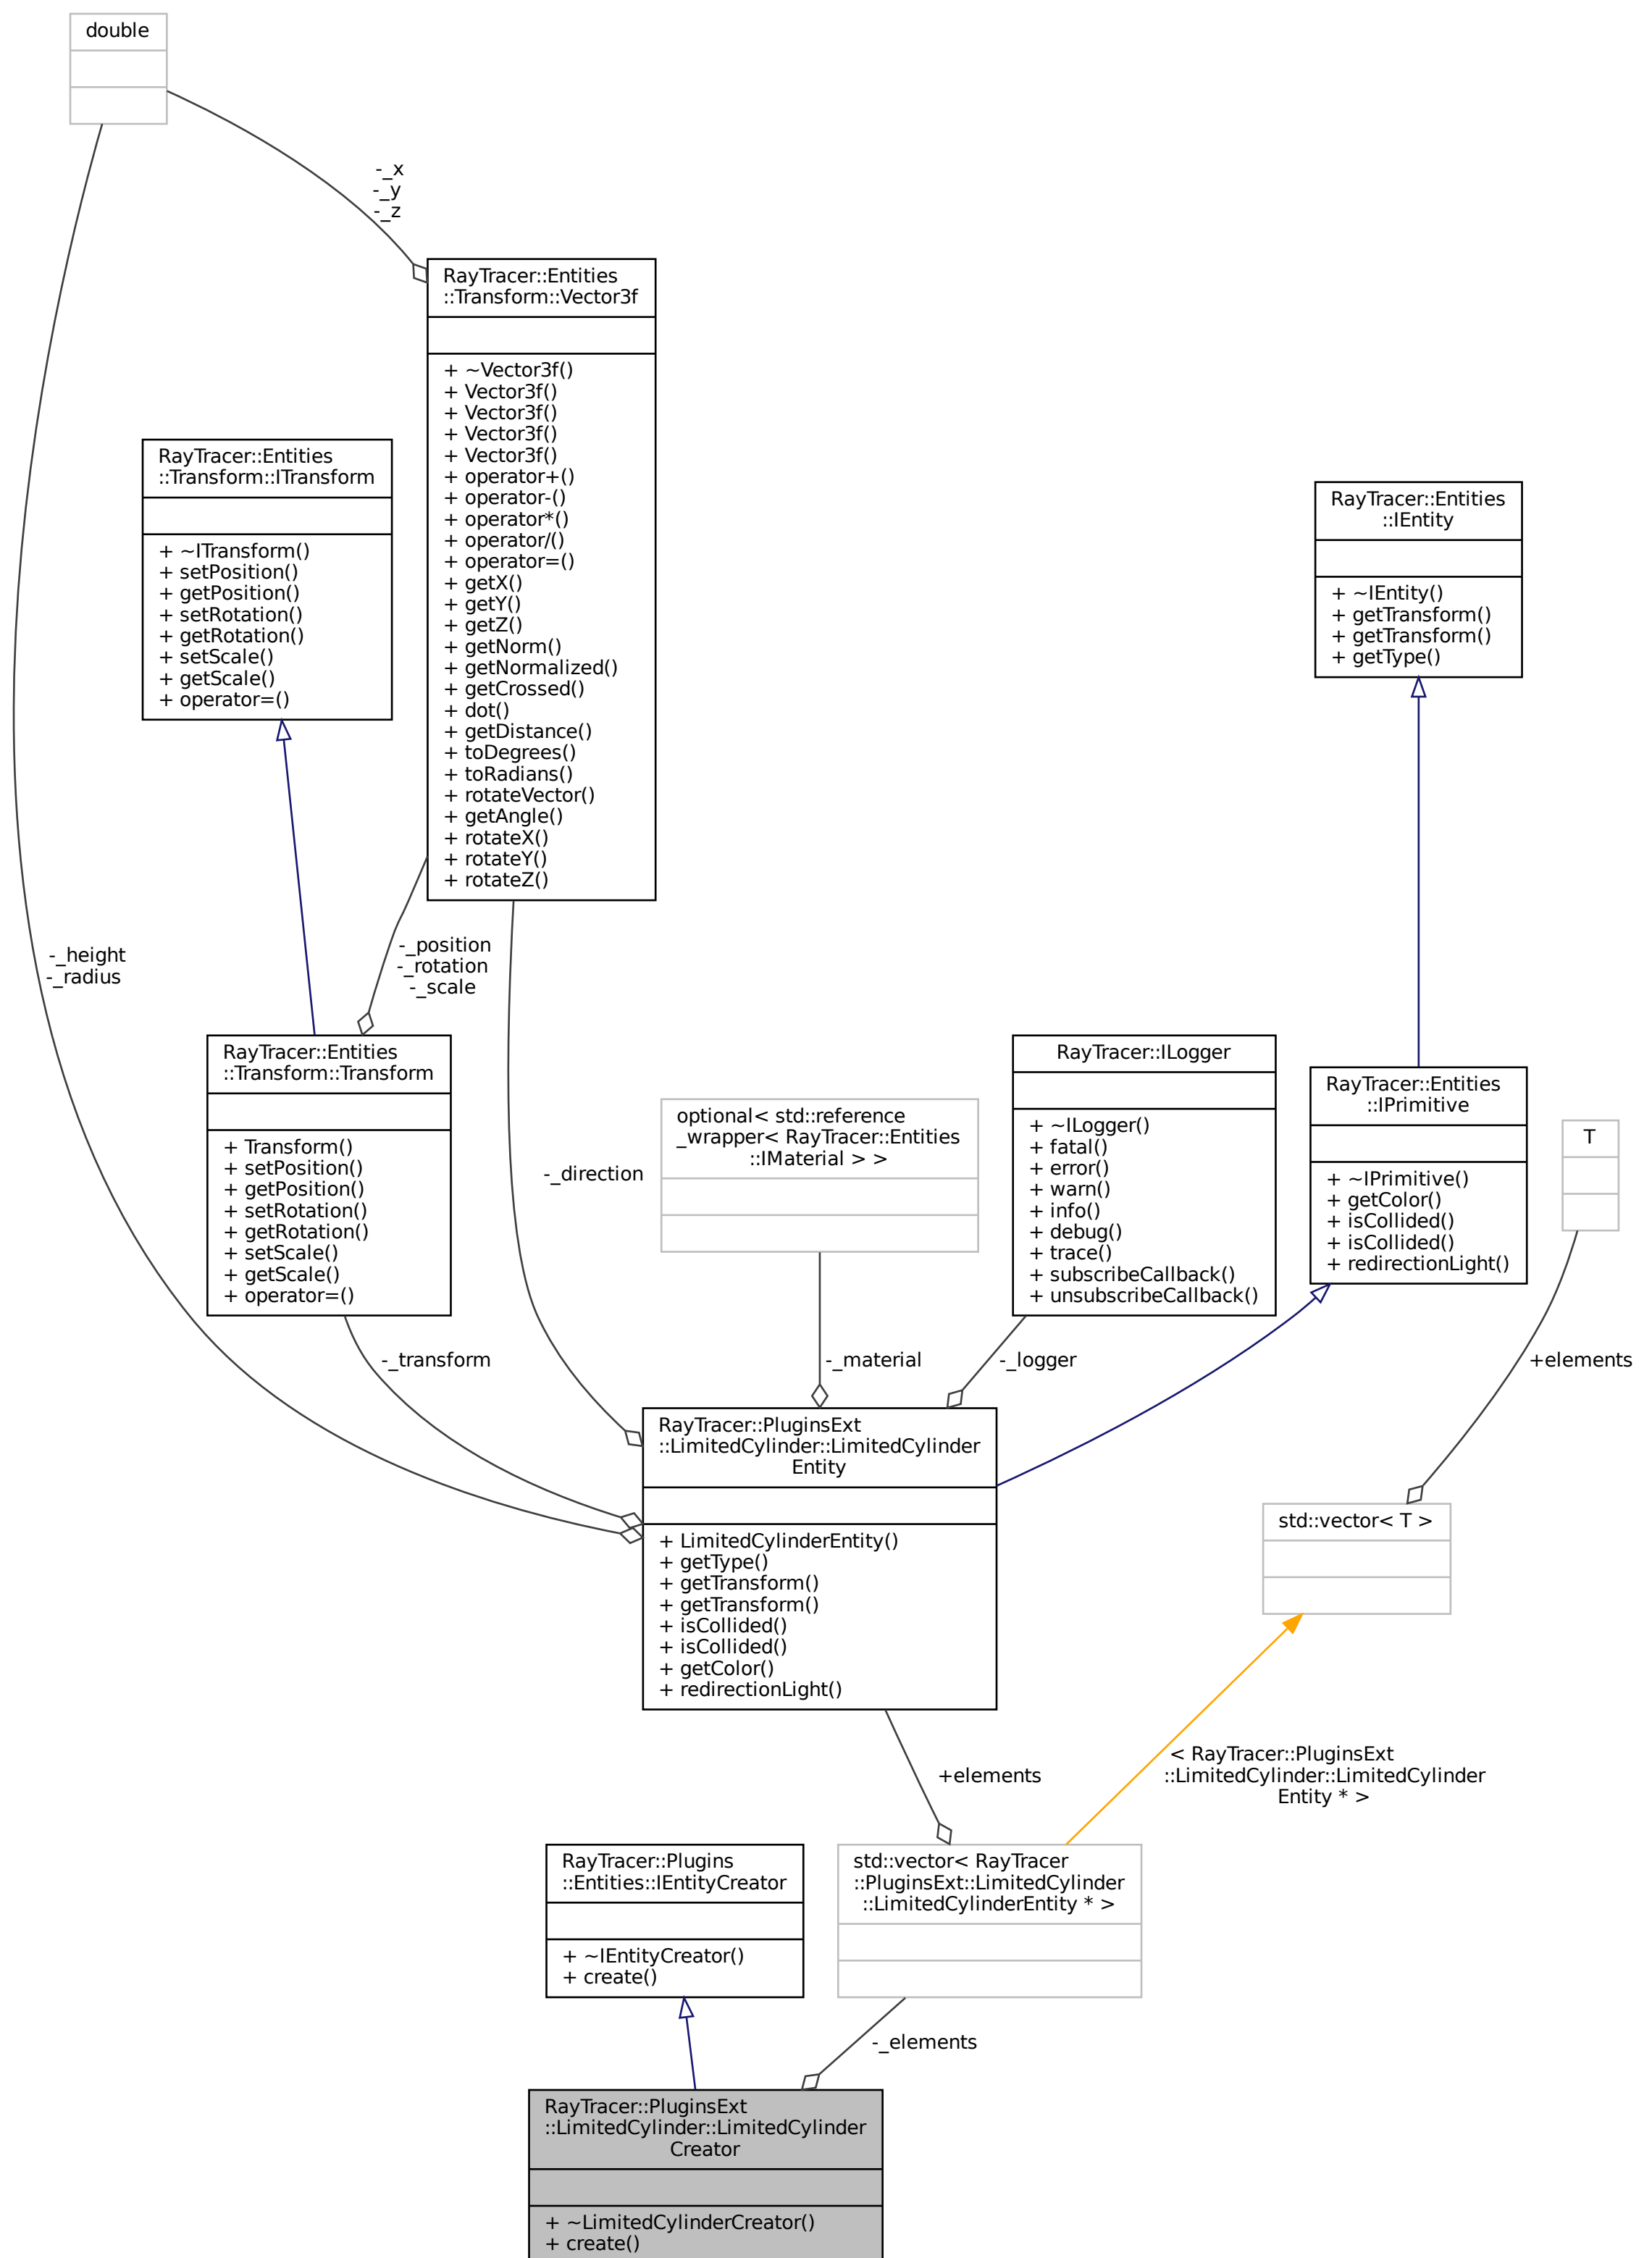 double
-_x
-_y
-_z
RayTracer::Entities
::Transform::Vector3f
+ ~Vector3f()
+ Vector3f()
+ Vector3f()
+ Vector3f()
+ Vector3f()
+ operator+()
+ operator-()
+ operator*()
+ operator/()
+ operator=()
+ getX()
+ getY()
+ getZ()
+ getNorm()
+ getNormalized()
+ getCrossed()
+ dot()
+ getDistance()
+ toDegrees()
+ toRadians()
+ rotateVector()
+ getAngle()
+ rotateX()
+ rotateY()
+ rotateZ()
RayTracer::Entities
::Transform::ITransform
+ ~ITransform()
+ setPosition()
+ getPosition()
+ setRotation()
+ getRotation()
+ setScale()
+ getScale()
+ operator=()
RayTracer::Entities
::IEntity
+ ~IEntity()
+ getTransform()
+ getTransform()
+ getType()
-_height
-_radius
-_position
-_rotation
-_scale
RayTracer::Entities
::Transform::Transform
+ Transform()
+ setPosition()
+ getPosition()
+ setRotation()
+ getRotation()
+ setScale()
+ getScale()
+ operator=()
-_direction
optional< std::reference
_wrapper< RayTracer::Entities
::IMaterial > >
RayTracer::ILogger
+ ~ILogger()
+ fatal()
+ error()
+ warn()
+ info()
+ debug()
+ trace()
+ subscribeCallback()
+ unsubscribeCallback()
RayTracer::Entities
::IPrimitive
+ ~IPrimitive()
+ getColor()
+ isCollided()
+ isCollided()
+ redirectionLight()
T
-_transform
-_material
-_logger
+elements
RayTracer::PluginsExt
::LimitedCylinder::LimitedCylinder
Entity
+ LimitedCylinderEntity()
+ getType()
+ getTransform()
+ getTransform()
+ isCollided()
+ isCollided()
+ getColor()
+ redirectionLight()
std::vector< T >
+elements
< RayTracer::PluginsExt
::LimitedCylinder::LimitedCylinder
Entity * >
RayTracer::Plugins
::Entities::IEntityCreator
+ ~IEntityCreator()
+ create()
std::vector< RayTracer
::PluginsExt::LimitedCylinder
::LimitedCylinderEntity * >
-_elements
RayTracer::PluginsExt
::LimitedCylinder::LimitedCylinder
Creator
+ ~LimitedCylinderCreator()
+ create()